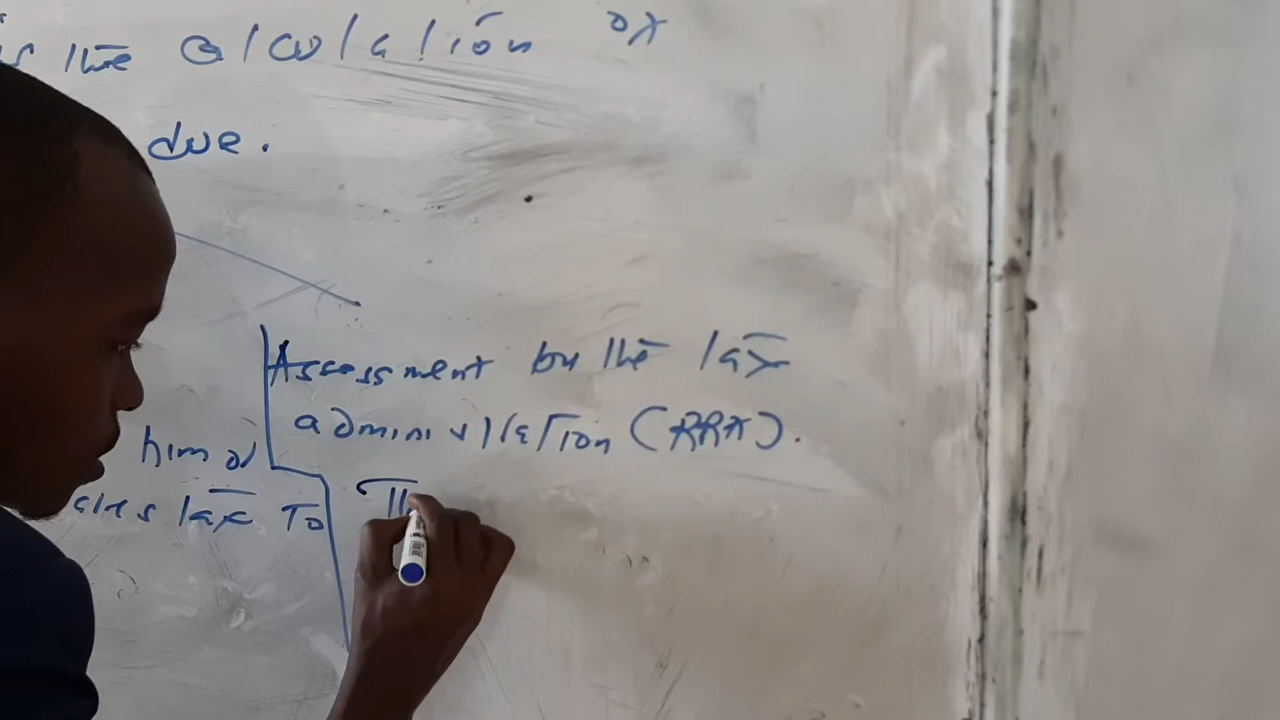 the calculation of
due.
Assessment by the tax
administration (RRA).
him or
tax To